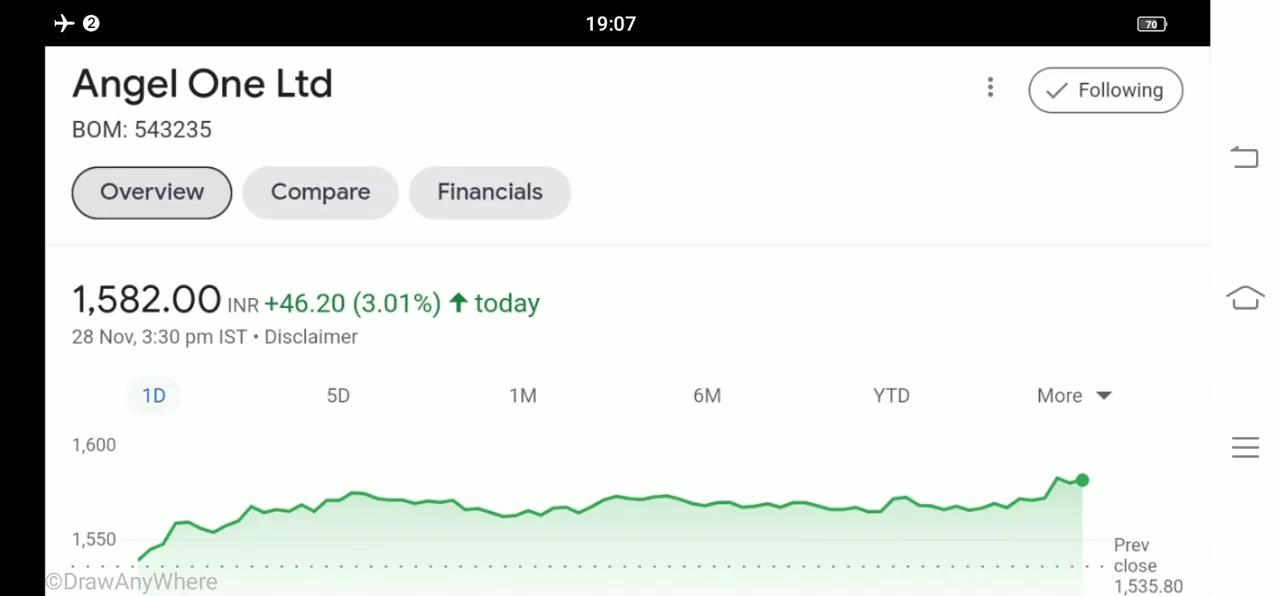 2 19:07 70
Angel One Ltd
Following
BOM: 543235
Overview Compare Financials
1,582.00 INR +46.20 (3.01%) ↑ today
28 Nov, 3:30 pm IST • Disclaimer
1D 5D 1M 6M YTD More
1,600
1,550
Prev
close
1,535.80
©DrawAnyWhere